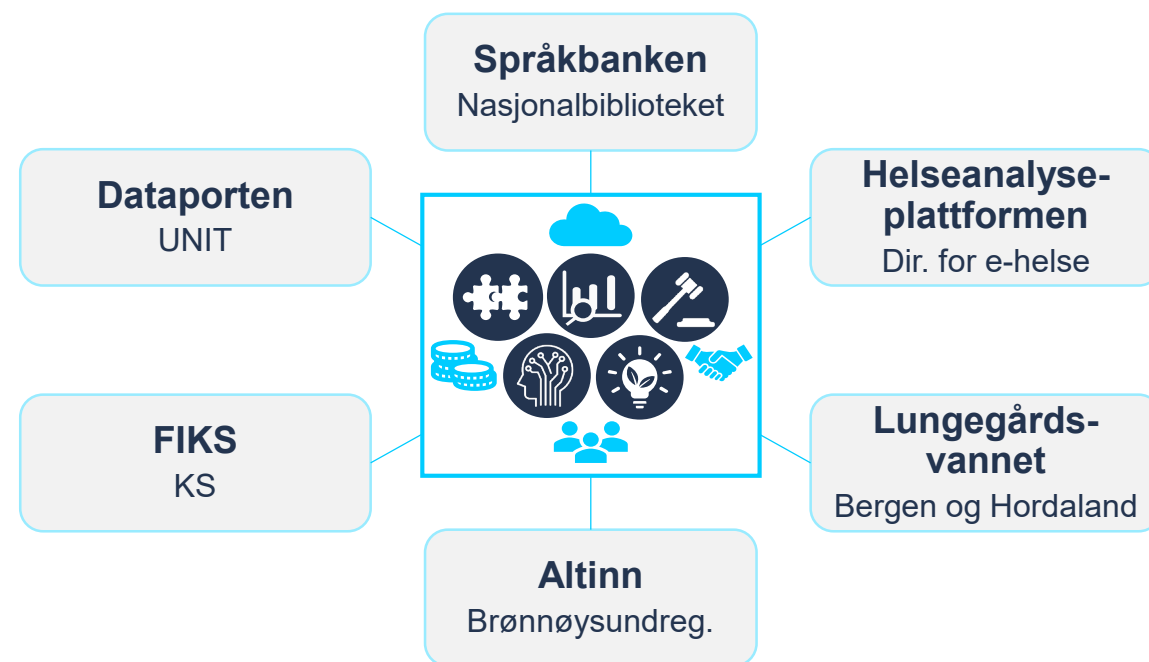 Språkbanken
Nasjonalbiblioteket
Dataporten
UNIT
Helseanalyse-
plattformen
Dir. for e-helse
FIKS
KS
Lungegårds-
vannet
Bergen og Hordaland
Altinn
Brønnøysundreg.